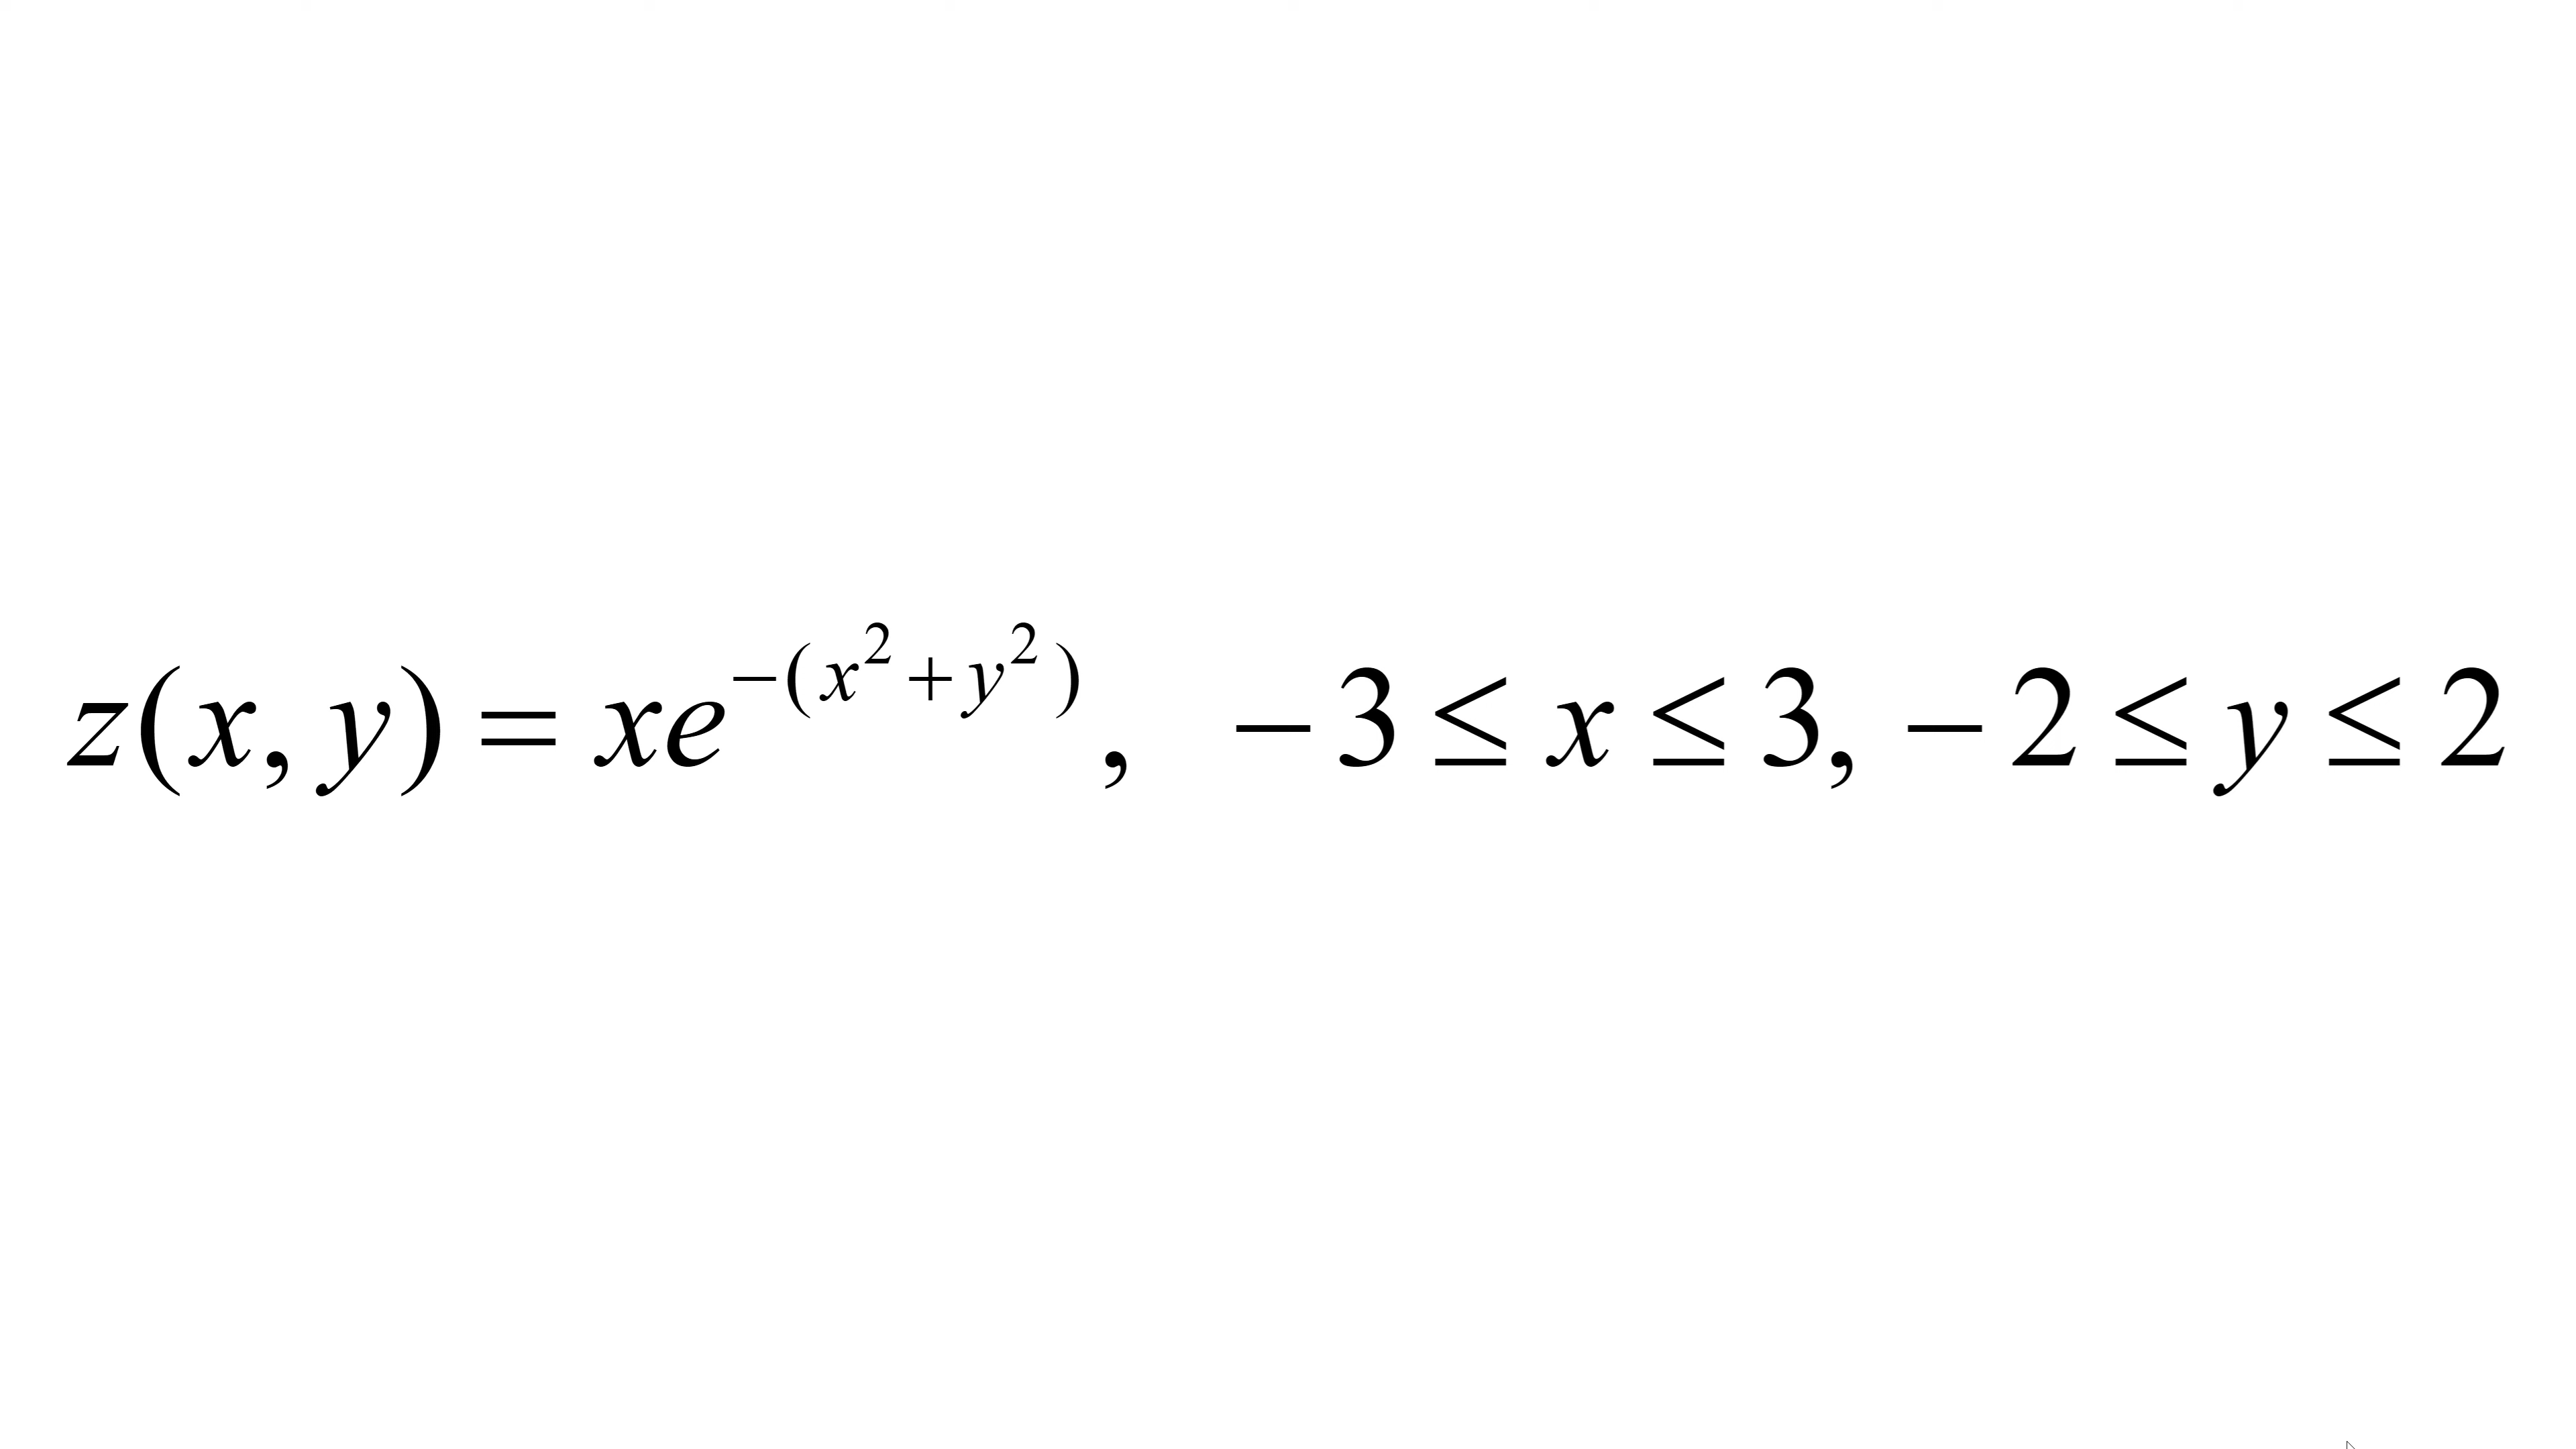 z(x, y) = xe^{-(x^2+y^2)}, -3 ≤ x ≤ 3, -2 ≤ y ≤ 2